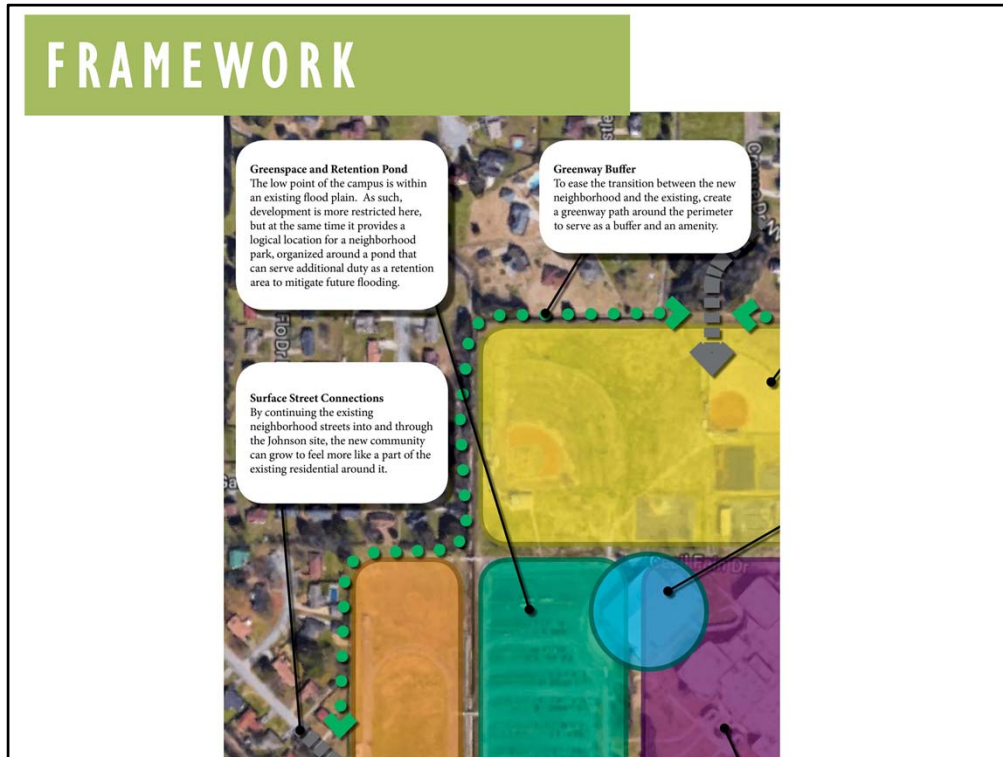 FRAMEWORK
Greenspace and Retention Pond
The low point of the campus is within
an existing flood plain. As such,
development is more restricted here,
but at the same time it provides a
logical location for a neighborhood
park, organized around a pond that
can serve additional duty as a retention
area to mitigate future flooding.
Greenway Buffer
To ease the transition between the new
neighborhood and the existing, create
a greenway path around the perimeter
to serve as a buffer and an amenity.
Flo Dr
Surface Street Connections
By continuing the existing
neighborhood streets into and through
the Johnson site, the new community
can grow to feel more like a part of the
existing residential around it.
Cecil Fain Dr